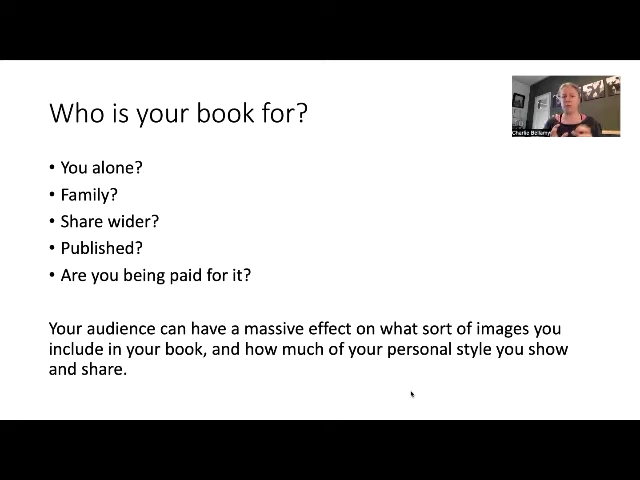 Who is your book for?
• You alone?
• Family?
• Share wider?
• Published?
• Are you being paid for it?
Your audience can have a massive effect on what sort of images you
include in your book, and how much of your personal style you show
and share.
Charlie Bellamy